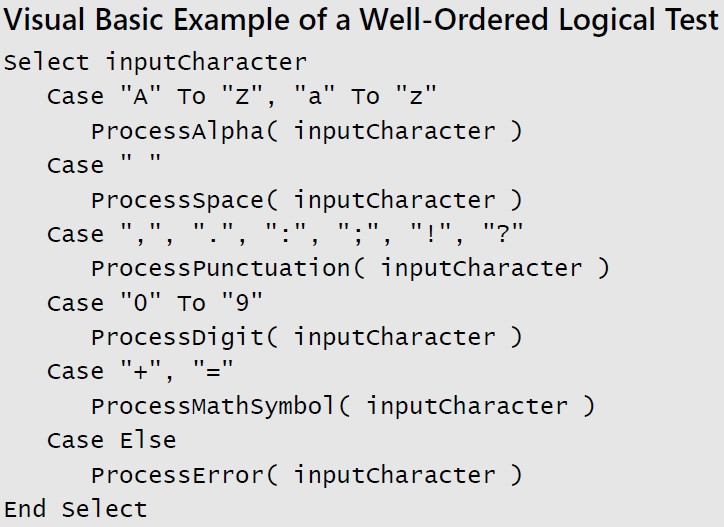 Visual Basic Example of a Well-Ordered Logical Test
Select inputCharacter
Case "A" To "Z", "a" To "z"
ProcessAlpha( inputCharacter )
Case " "
ProcessSpace( inputCharacter )
Case ",", ".", ":", ";", "!", "?"
ProcessPunctuation( inputCharacter )
Case "0" To "9"
ProcessDigit( inputCharacter )
Case "+", "="
ProcessMathSymbol( inputCharacter )
Case Else
ProcessError( inputCharacter )
End Select